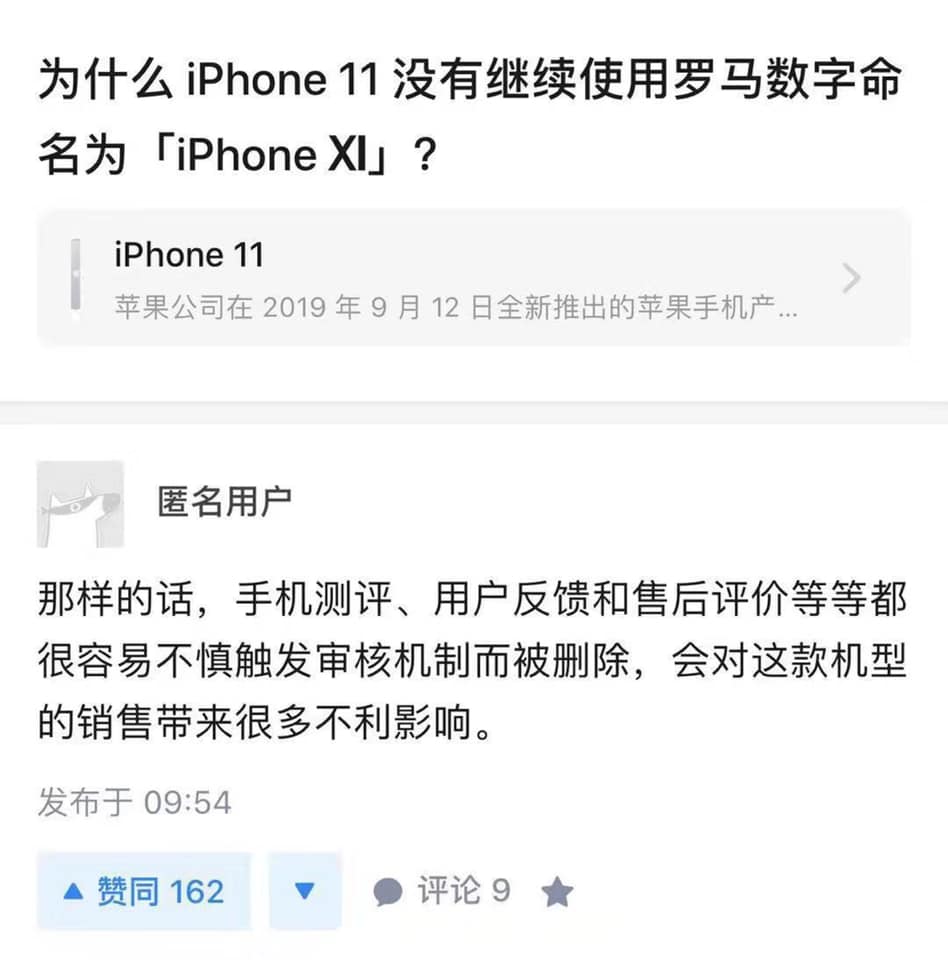 为什么 iPhone 11 没有继续使用罗马数字命
名为「iPhone XI」？
iPhone 11
苹果公司在 2019 年 9 月 12 日全新推出的苹果手机产...
匿名用户
那样的话，手机测评、用户反馈和售后评价等等都
很容易不慎触发审核机制而被删除，会对这款机型
的销售带来很多不利影响。
发布于 09:54
赞同 162
评论 9